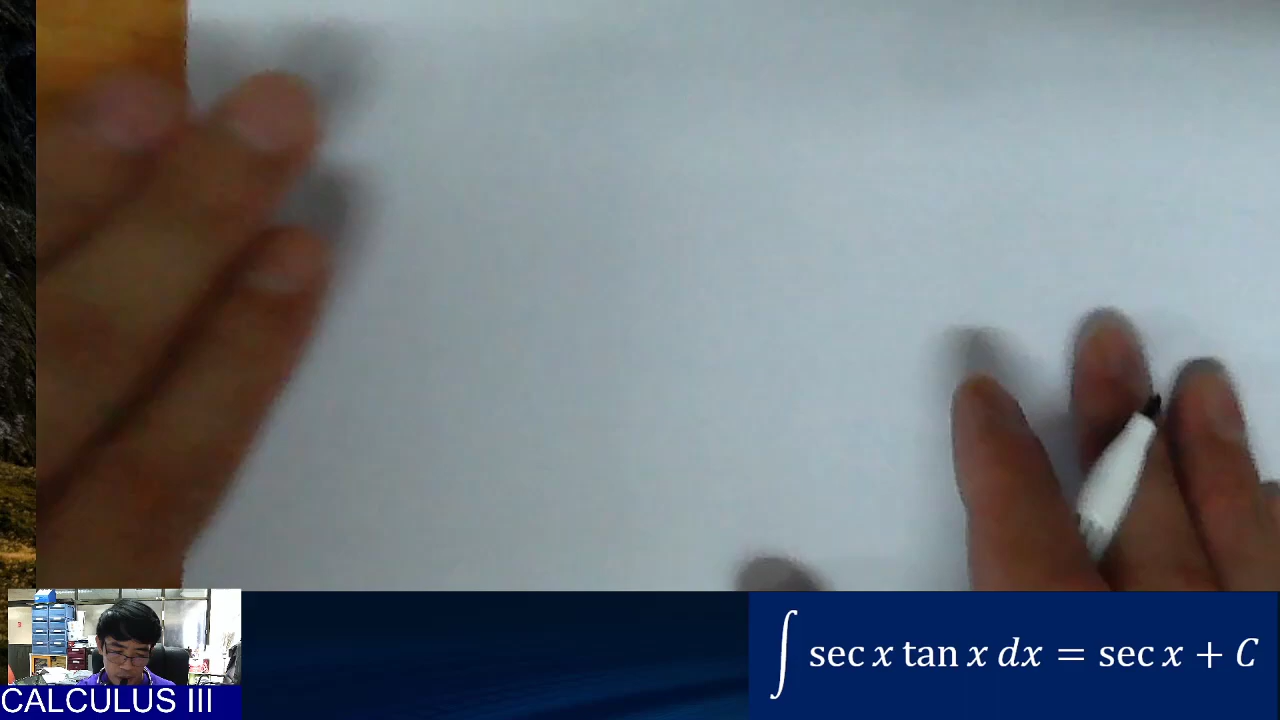 ∫ sec x tan x dx = sec x + C
CALCULUS III